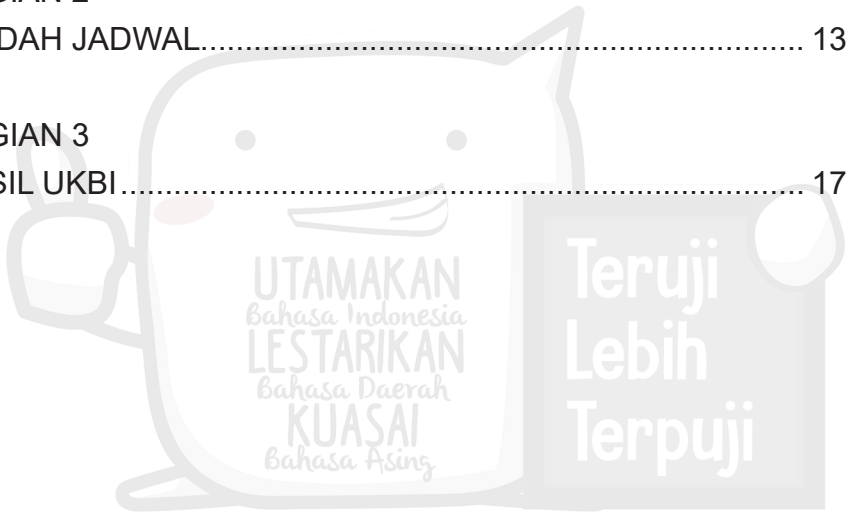 DAH JADWAL........................................................................ 13
GIAN 3
SIL UKBI.................................................................................. 17
UTAMAKAN
Bahasa Indonesia
LESTARIKAN
Bahasa Daerah
KUASAI
Bahasa Asing
Teruji
Lebih
Terpuji